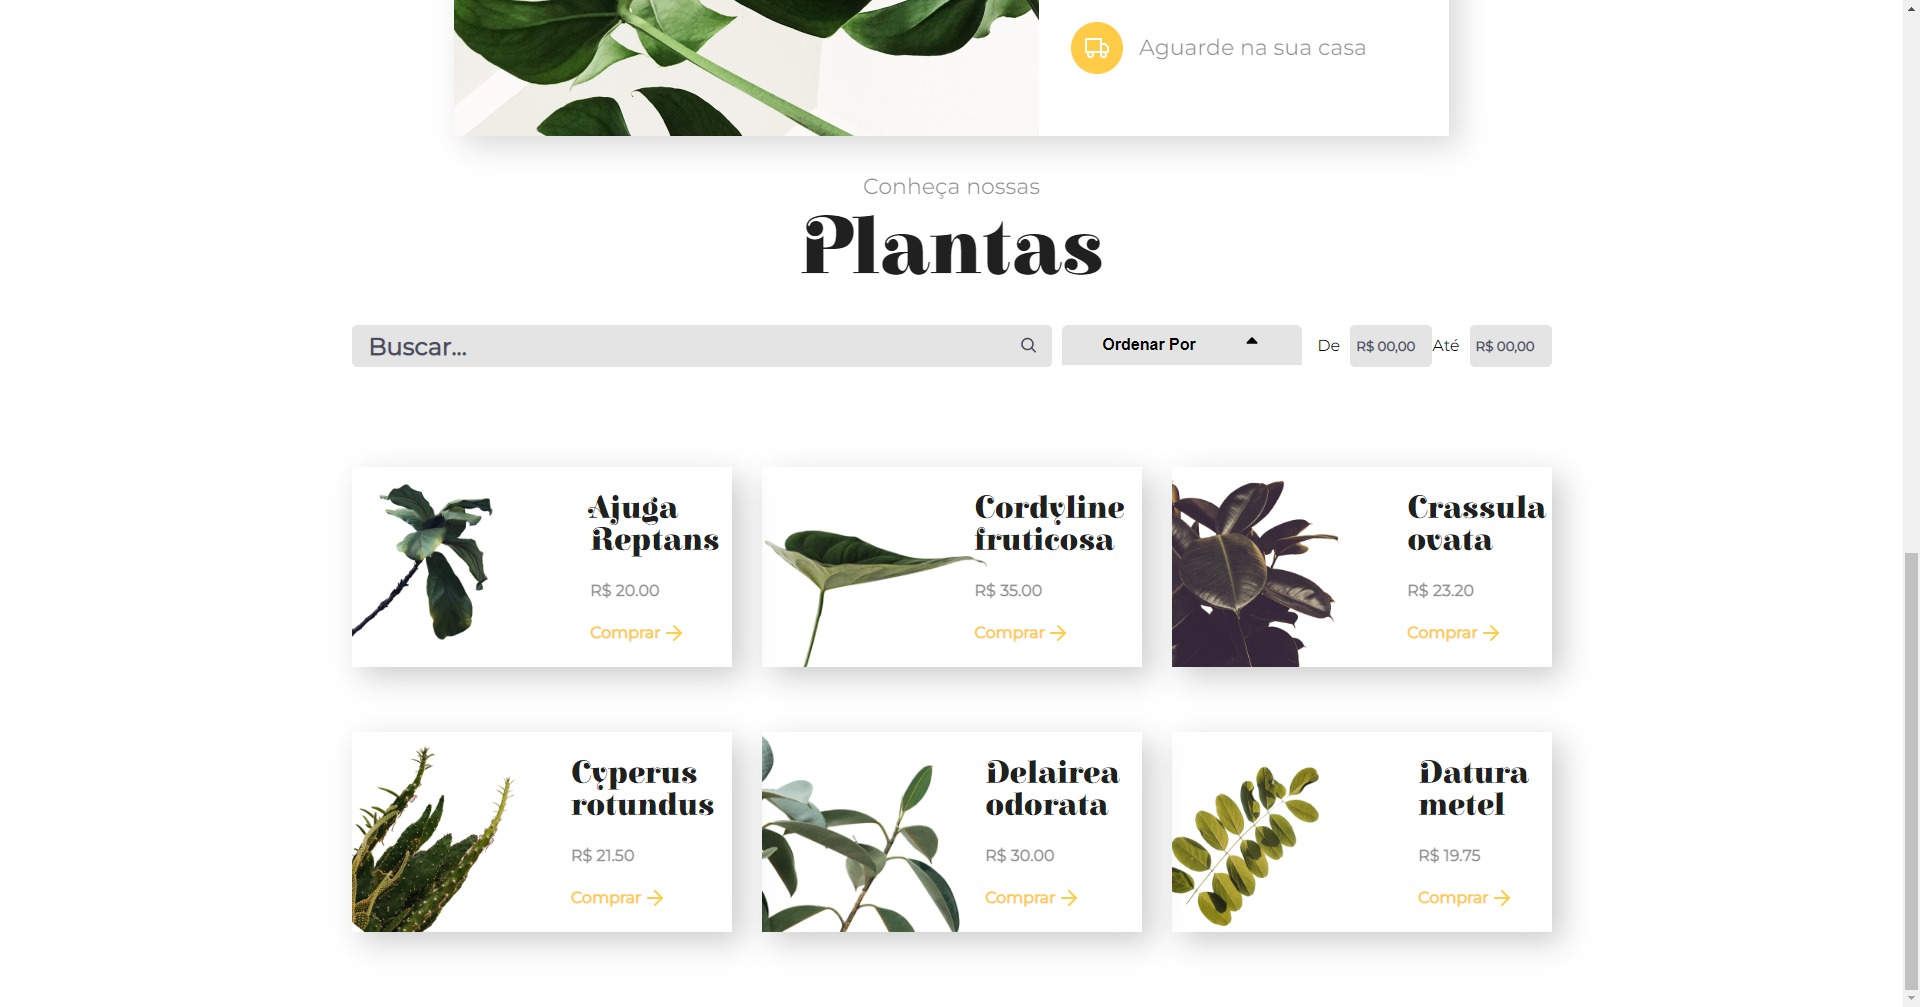 Aguarde na sua casa
Conheça nossas
Plantas
Buscar...
Ordenar Por
De
R$ 00,00
Até
R$ 00,00
Ajuga
Reptans
R$ 20.00
Comprar
Cordyline
fruticosa
R$ 35.00
Comprar
Crassula
ovata
R$ 23.20
Comprar
Cyperus
rotundus
R$ 21.50
Comprar
Delairea
odorata
R$ 30.00
Comprar
Datura
metel
R$ 19.75
Comprar